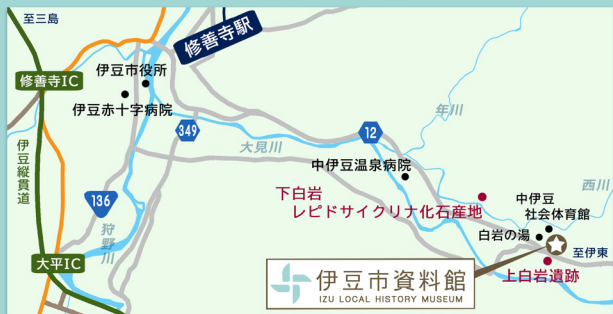 至三島
修善寺駅
伊豆市役所
修善寺IC
伊豆赤十字病院
349
12
年川
大見川
伊豆縦貫道
中伊豆温泉病院
西川
136
狩野川
下白岩
レピドサイクリナ化石産地
中伊豆
社会体育館
白岩の湯
至伊東
大平IC
上白岩遺跡
伊豆市資料館
IZU LOCAL HISTORY MUSEUM